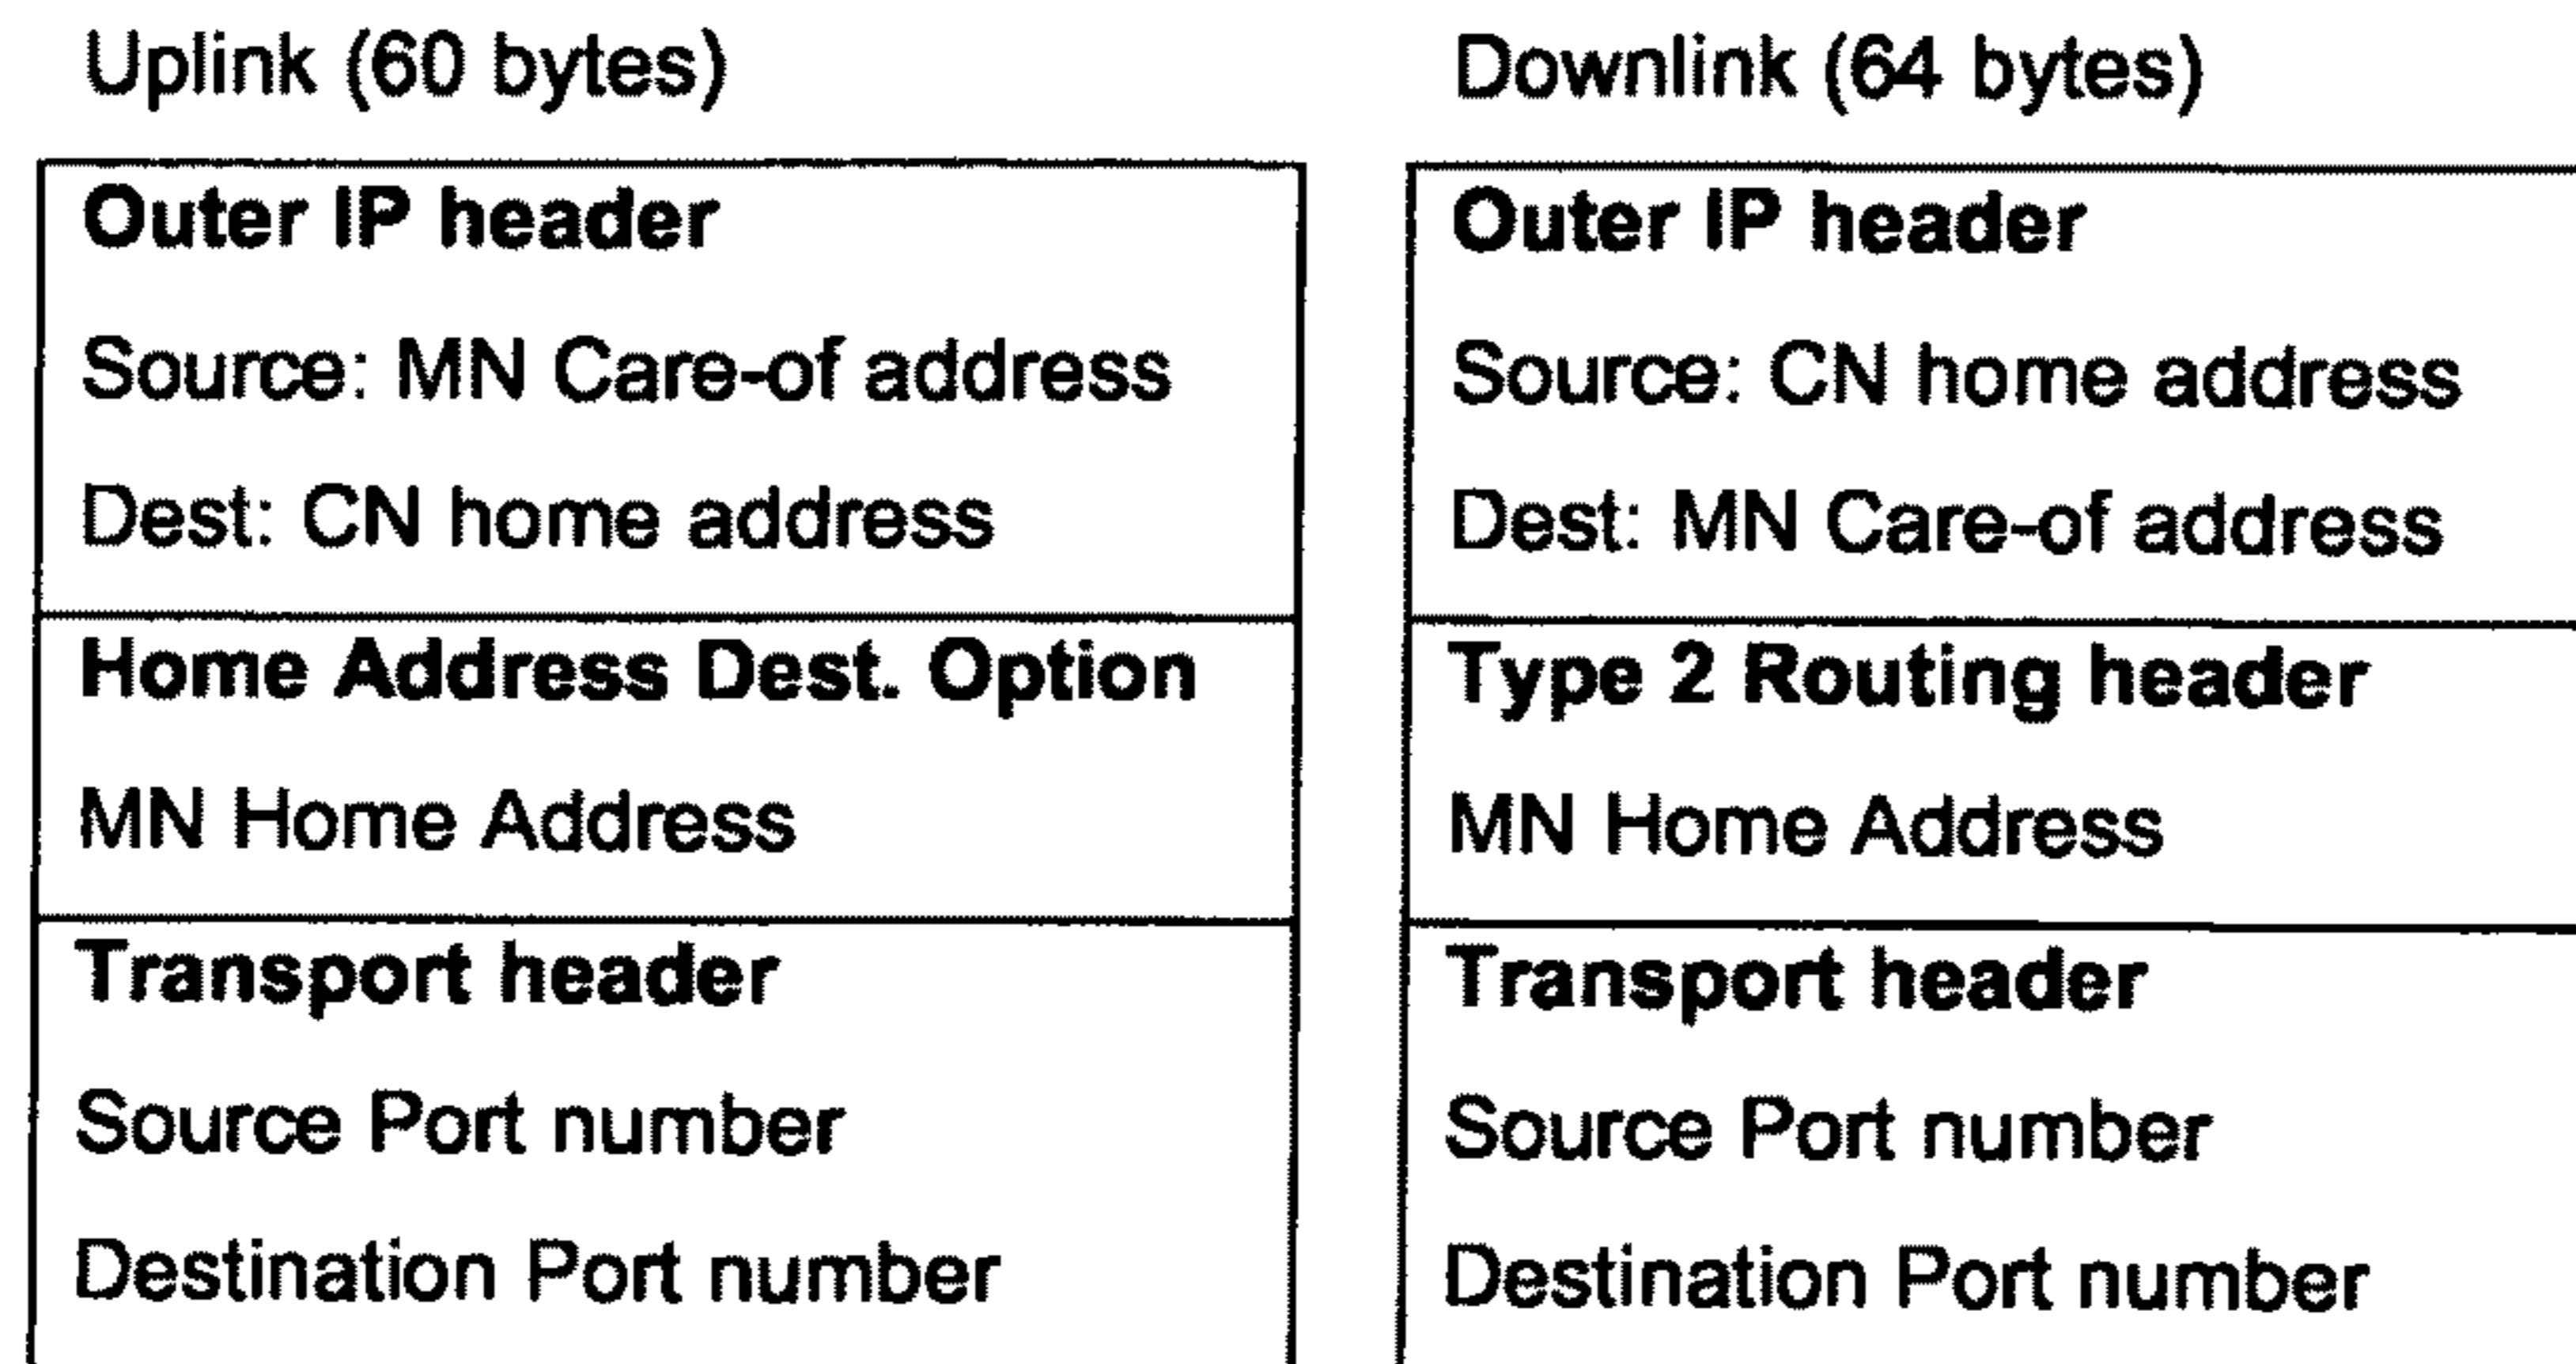 Uplink (60 bytes)
Outer IP header
Source: MN Care-of address
Dest: CN home address
Home Address Dest. Option
MN Home Address
Transport header
Source Port number
Destination Port number
Downlink (64 bytes)
Outer IP header
Source: CN home address
Dest: MN Care-of address
Type 2 Routing header
MN Home Address
Transport header
Source Port number
Destination Port number